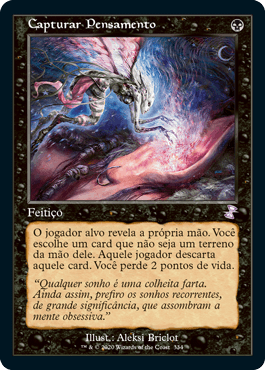 Capturar Pensamento
Feitiço
O jogador alvo revela a própria mão. Você
escolhe um card que não seja um terreno
da mão dele. Aquele jogador descarta
aquele card. Você perde 2 pontos de vida.
“Qualquer sonho é uma colheita farta.
Ainda assim, prefiro os sonhos recorrentes,
de grande significância, que assombram a
mente obsessiva.”
Illus.: Aleksi Briclot
™ & © 2020 Wizards of the Coast